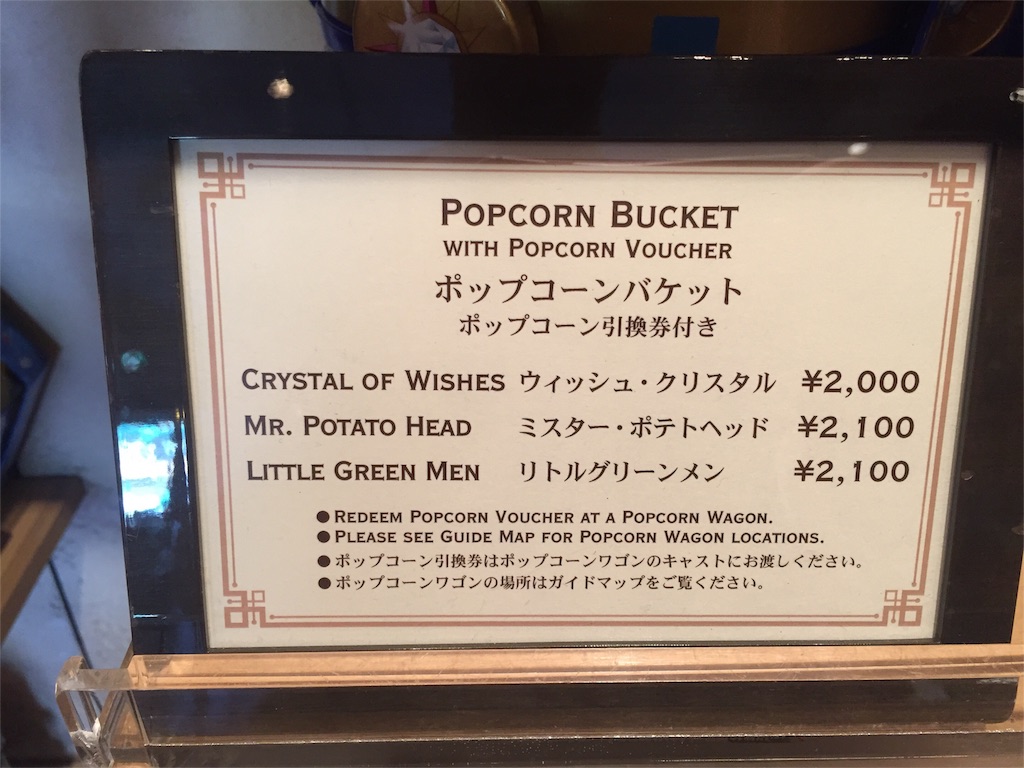 POPCORN BUCKET
WITH POPCORN VOUCHER
ポップコーンバケット
ポップコーン引換券付き
CRYSTAL OF WISHES ウィッシュ・クリスタル ¥2,000
MR. POTATO HEAD ミスター・ポテトヘッド ¥2,100
LITTLE GREEN MEN リトルグリーンメン ¥2,100
●REDEEM POPCORN VOUCHER AT A POPCORN WAGON.
●PLEASE SEE GUIDE MAP FOR POPCORN WAGON LOCATIONS.
●ポップコーン引換券はポップコーンワゴンのキャストにお渡しください。
●ポップコーンワゴンの場所はガイドマップをご覧ください。